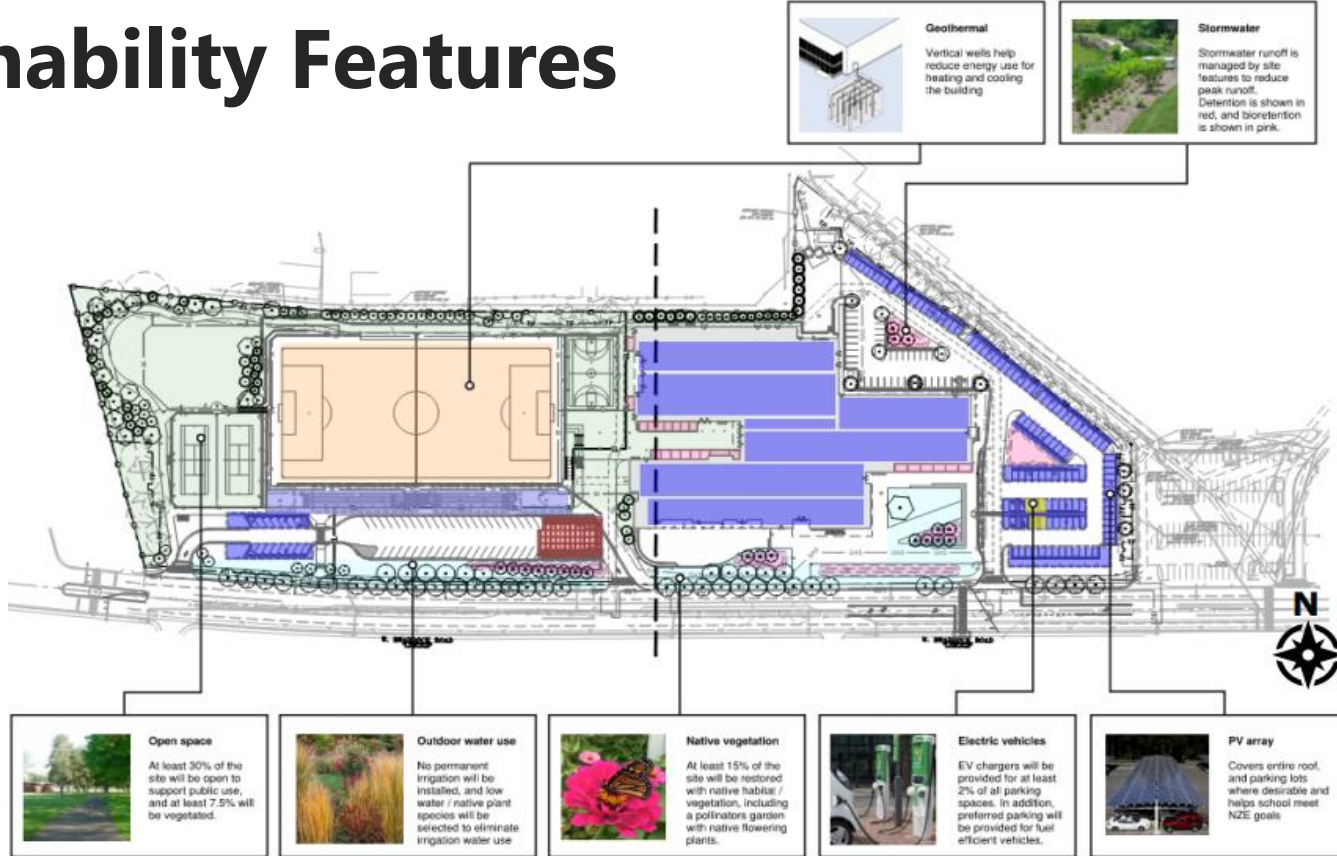 nability Features
Geothermal
Vertical wells help
reduce energy use for
heating and cooling
the building
Stormwater
Stormwater runoff is
managed by site
features to reduce
peak runoff.
Detention is shown in
red, and bioretention
is shown in pink.
N
Open space
At least 30% of the
site will be open to
support public use,
and at least 7.5% will
be vegetated.
Outdoor water use
No permanent
irrigation will be
installed, and low
water / native plant
species will be
selected to eliminate
irrigation water use
Native vegetation
At least 15% of the
site will be restored
with native habitat /
vegetation, including
a pollinators garden
with native flowering
plants.
Electric vehicles
EV chargers will be
provided for at least
2% of all parking
spaces. In addition,
preferred parking will
be provided for fuel
efficient vehicles.
PV array
Covers entire roof,
and parking lots
where desirable and
helps school meet
NZE goals